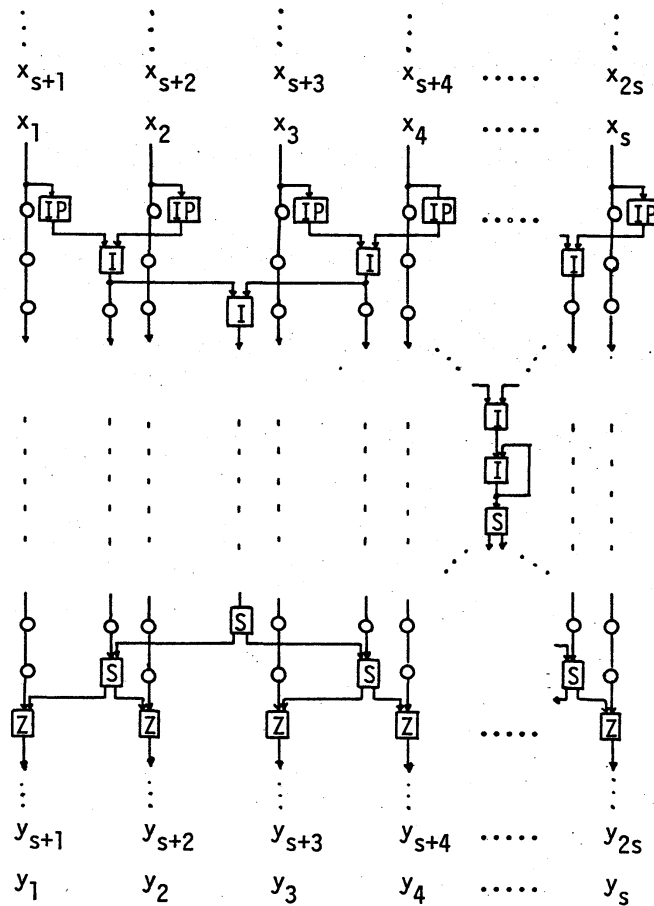 x_{s+1} x_{s+2} x_{s+3} x_{s+4} ..... x_{2s}
x_1 x_2 x_3 x_4 ..... x_s
IP IP IP IP ..... IP
I I I
I
I
I
S
S
S S S
Z Z Z Z ..... Z
y_{s+1} y_{s+2} y_{s+3} y_{s+4} ..... y_{2s}
y_1 y_2 y_3 y_4 ..... y_s